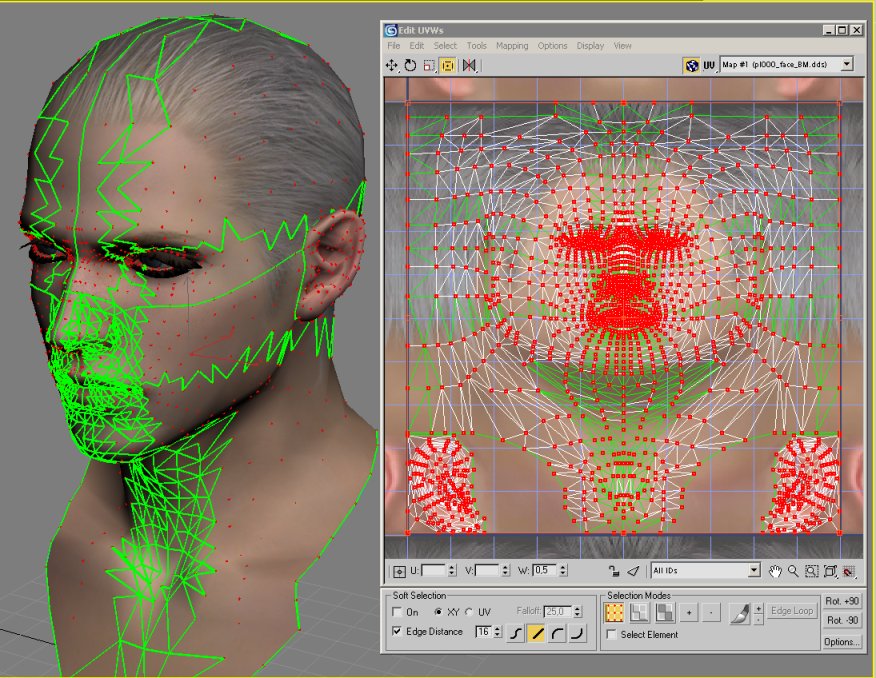 Edit UVWs
File Edit Select Tools Mapping Options Display View
UV Map #1 (pl000_face_BM.dds)
U: V: W: 0,5 All IDs
Soft Selection
On XY UV Falloff: 25,0
Edge Distance 16
Selection Modes
+ - + - Edge Loop
Select Element
Rot. +90
Rot. -90
Options...